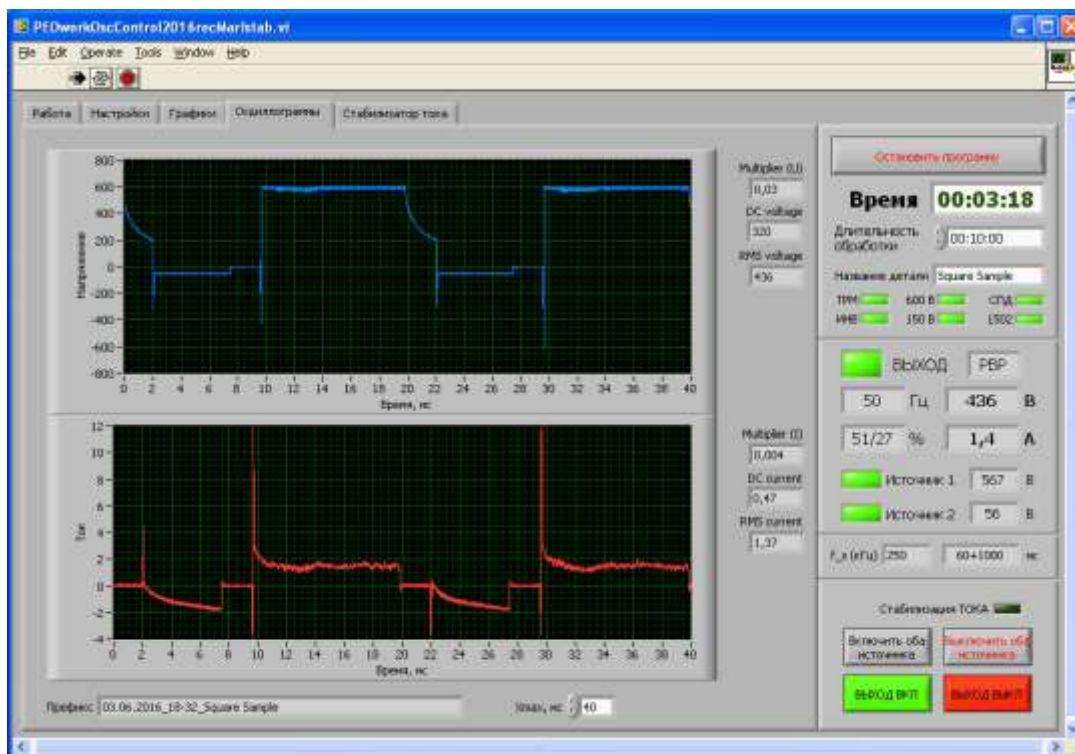 PEOworkOscControl2016recMarIstab.vi
File Edit Operate Tools Window Help
Работа Настройки Графики Осциллограммы Стабилизатор тока
800
600
400
200
0
-200
-400
-600
-800
Напряжение
0 2 4 6 8 10 12 14 16 18 20 22 24 26 28 30 32 34 36 38 40
Время, мс
Multiplier (U)
0,03
DC voltage
320
RMS voltage
436
12
10
8
6
4
2
0
-2
-4
Ток
0 2 4 6 8 10 12 14 16 18 20 22 24 26 28 30 32 34 36 38 40
Время, мс
Multiplier (I)
0,004
DC current
0,47
RMS current
1,37
Префикс 03.06.2016_18-32_Square Sample
Xmax, мс 40
Остановить программу
Время 00:03:18
Длительность обработки 00:10:00
Название детали Square Sample
ТРМ 600 В СПД
ИНВ 150 В 1502
ВЫХОД РВР
50 Гц 436 В
51/27 % 1,4 А
Источник 1 567 В
Источник 2 56 В
F_x (кГц) 250 60+1000 мс
Стабилизация ТОКА
Включить оба источника
Выключить оба источника
ВЫХОД ВКЛ
ВЫХОД ВЫКЛ